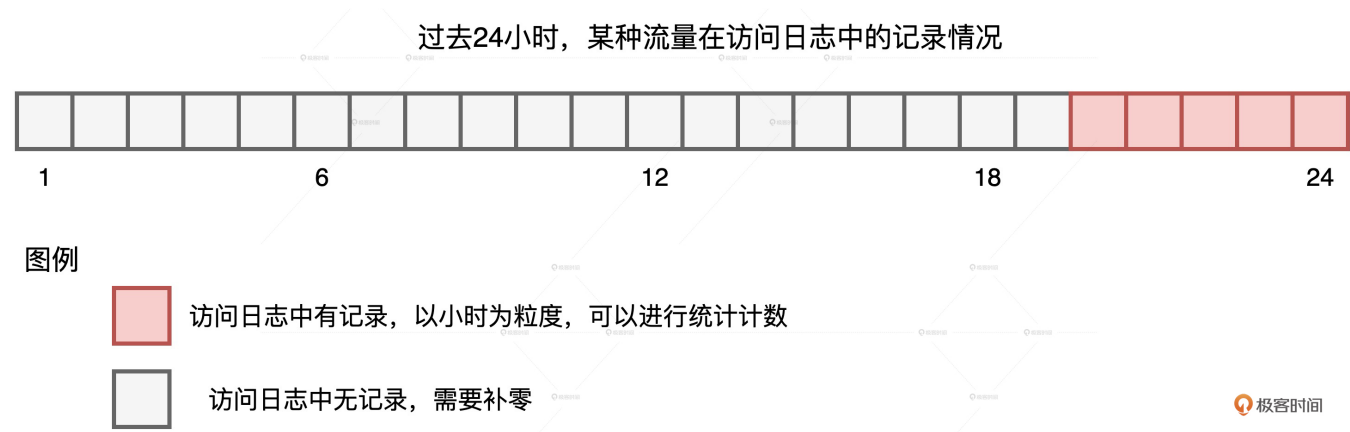 过去24小时，某种流量在访问日志中的记录情况
1 6 12 18 24
图例
访问日志中有记录，以小时为粒度，可以进行统计计数
访问日志中无记录，需要补零
极客时间